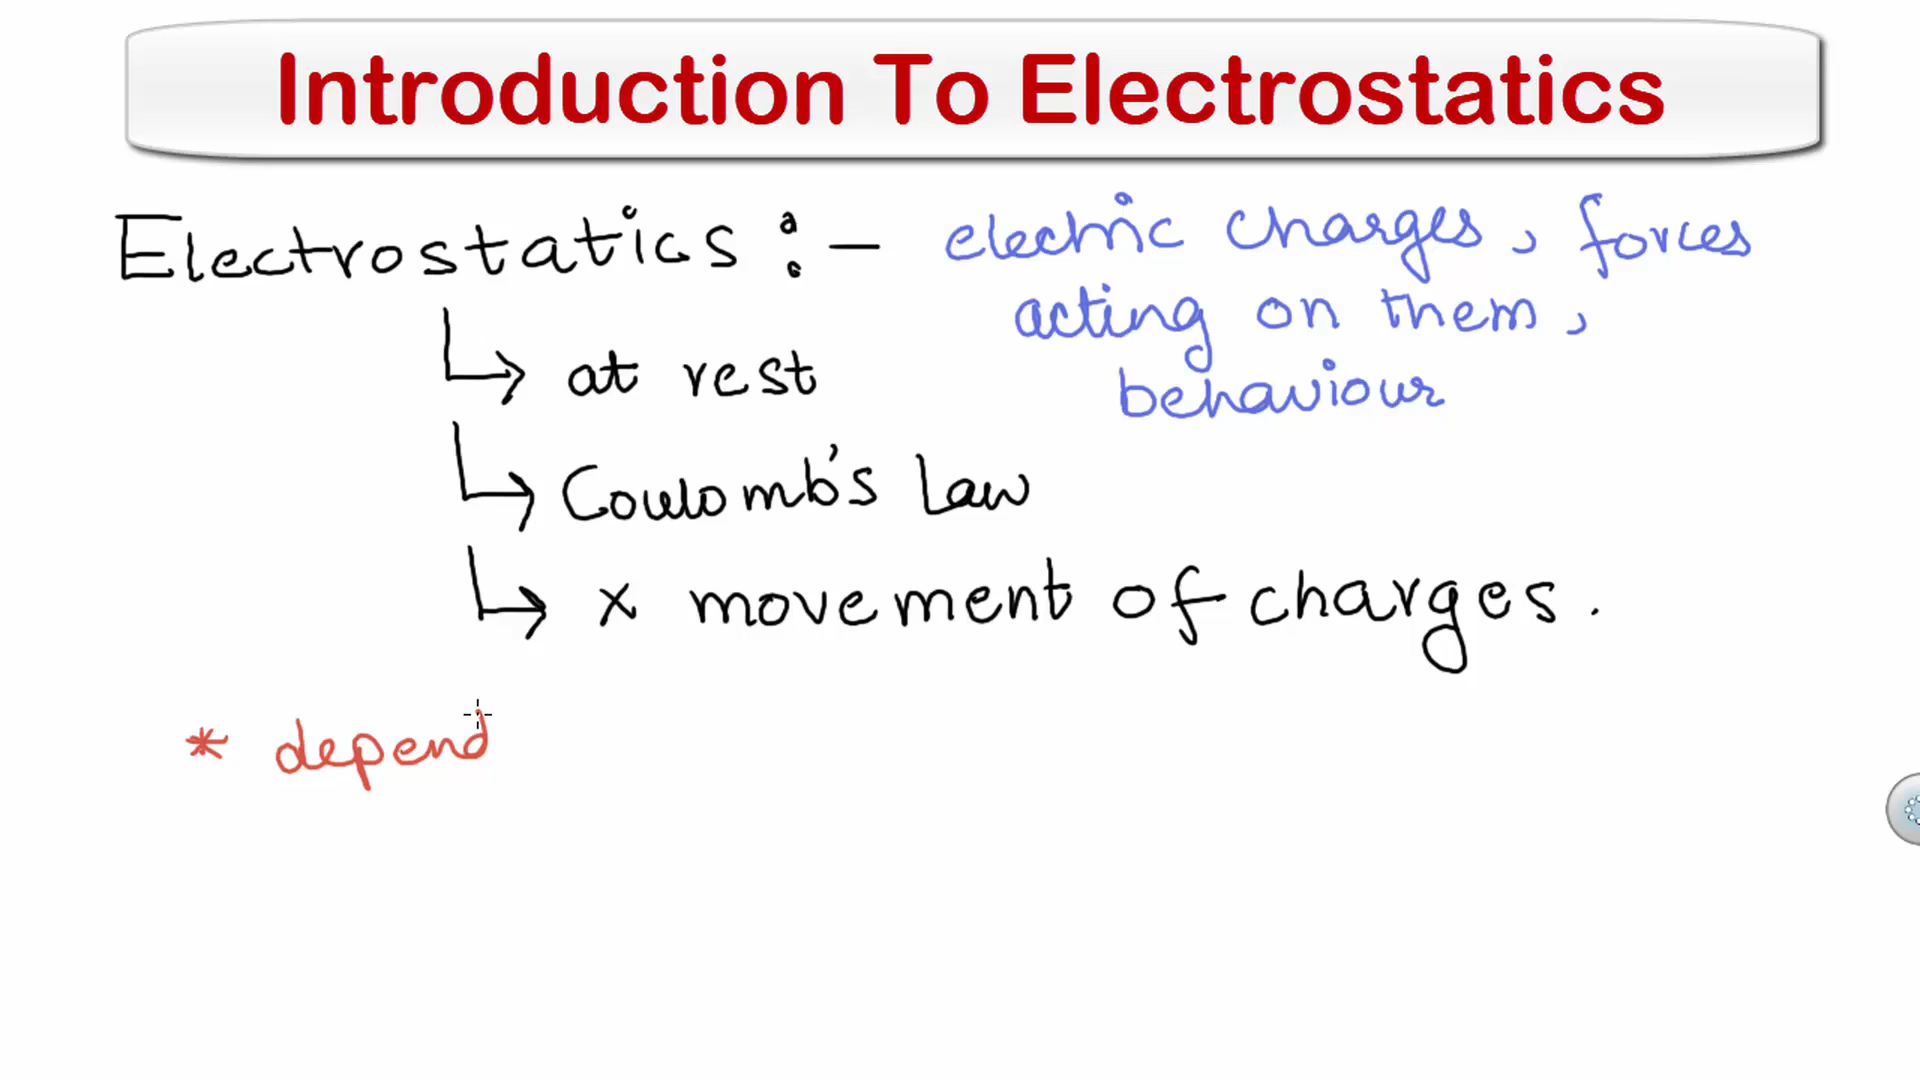 Introduction To Electrostatics
Electrostatics :- electric charges, forces
acting on them,
behaviour
↳ at rest
↳ Coulomb's Law
↳ x movement of charges.
* depend